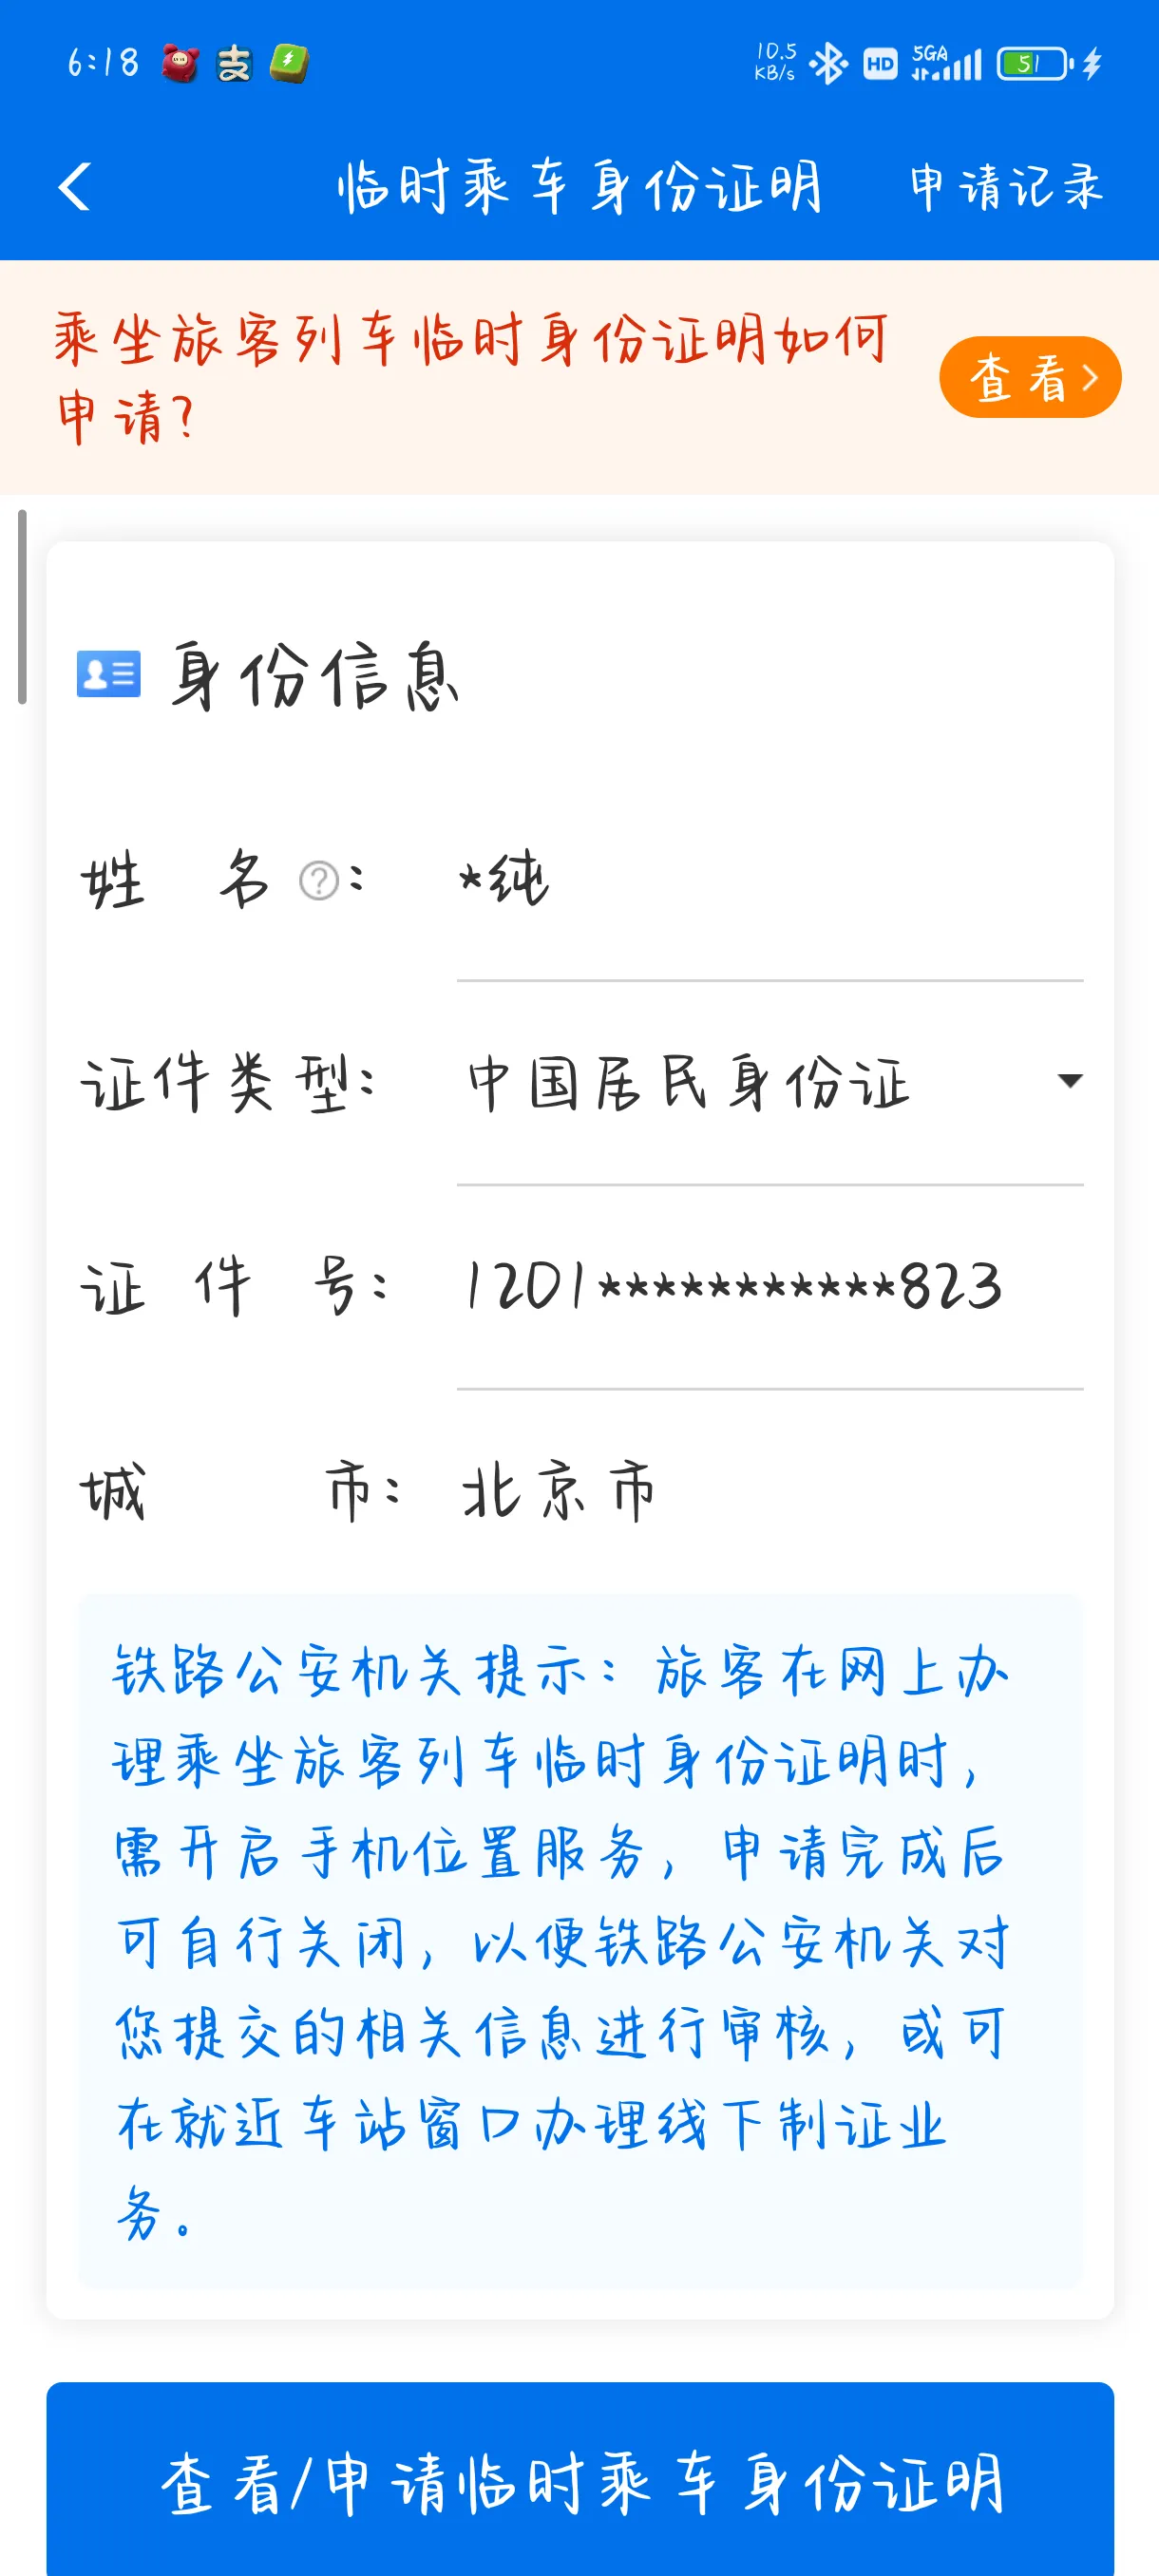 6:18 支 10.5 KB/s HD 5GA 51
临时乘车身份证明 申请记录
乘坐旅客列车临时身份证明如何
申请?
查看
身份信息
姓 名?: *纯
证件类型: 中国居民身份证
证 件 号: 1201***********823
城 市: 北京市
铁路公安机关提示: 旅客在网上办
理乘坐旅客列车临时身份证明时,
需开启手机位置服务, 申请完成后
可自行关闭, 以便铁路公安机关对
您提交的相关信息进行审核, 或可
在就近车站窗口办理线下制证业
务。
查看/申请临时乘车身份证明